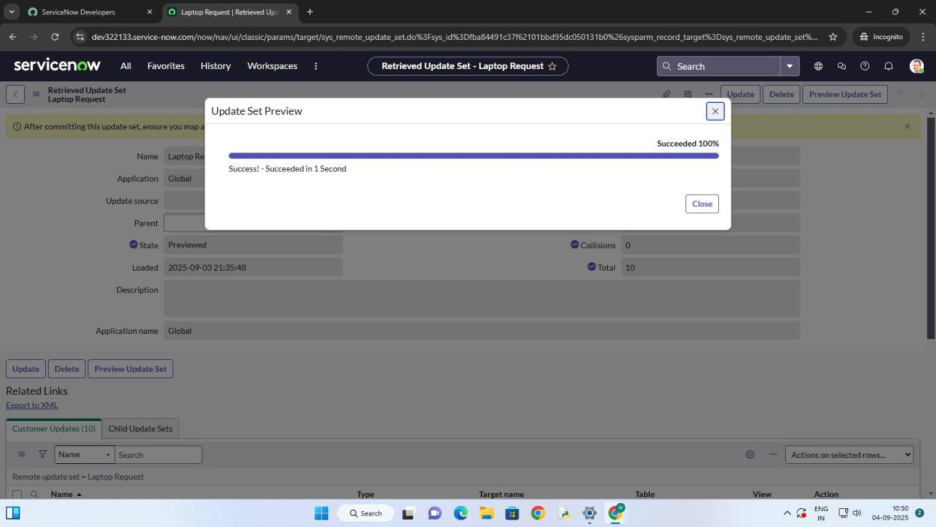 ServiceNow Developers
Laptop Request | Retrieved Upd
dev322133.service-now.com/now/nav/ui/classic/params/target/sys_remote_update_set.do%3Fsys_id%3Dfba84491c37f62101bbd95dc050131b0%26sysparm_record_target%3Dsys_remote_update_set%...
Incognito
servicenow
All Favorites History Workspaces
Retrieved Update Set - Laptop Request
Search
Retrieved Update Set
Laptop Request
Update Delete Preview Update Set
After committing this update set, ensure you map a
Update Set Preview
Succeeded 100%
Success! - Succeeded in 1 Second
Close
Name Laptop Re
Application Global
Update source
Parent
State Previewed
Collisions 0
Loaded 2025-09-03 21:35:48
Total 10
Description
Application name Global
Update Delete Preview Update Set
Related Links
Export to XML
Customer Updates (10) Child Update Sets
Name Search
Actions on selected rows...
Remote update set = Laptop Request
Name Type Target name Table View Action
Search
ENG
IN
10:50
04-09-2025
2